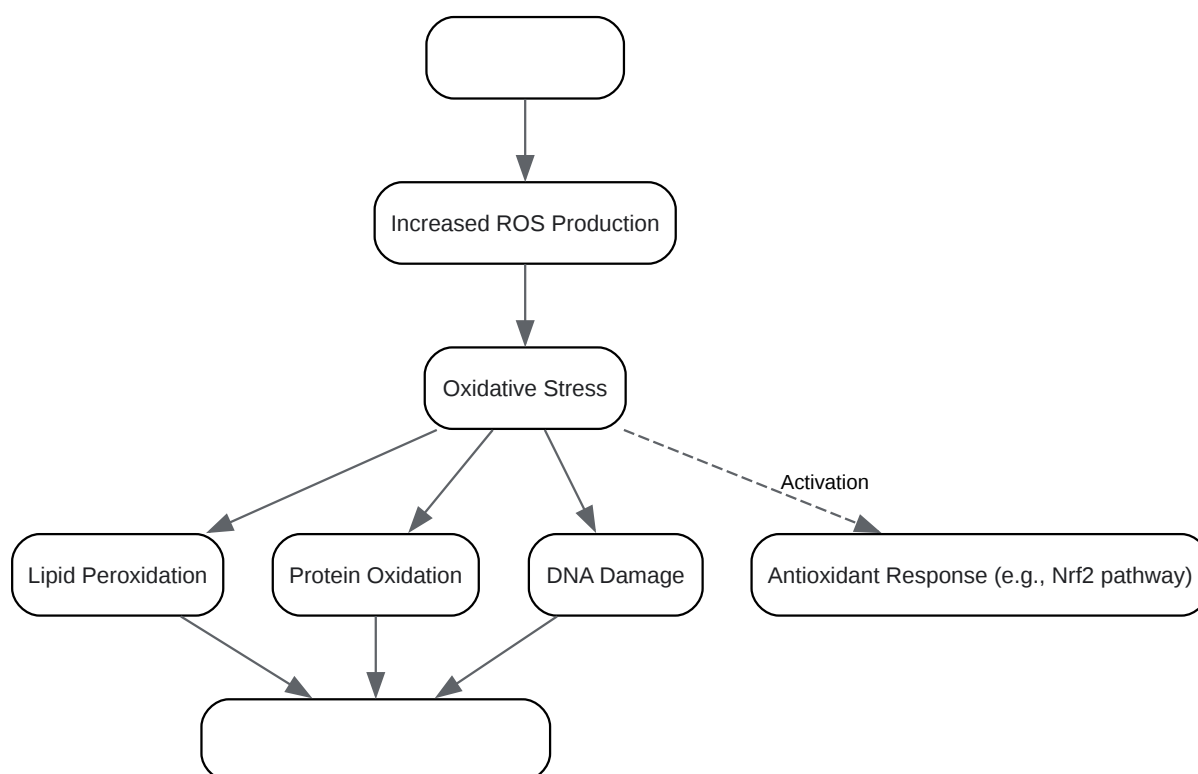 Increased ROS Production
Oxidative Stress
Activation
Lipid Peroxidation
Protein Oxidation
DNA Damage
Antioxidant Response (e.g., Nrf2 pathway)